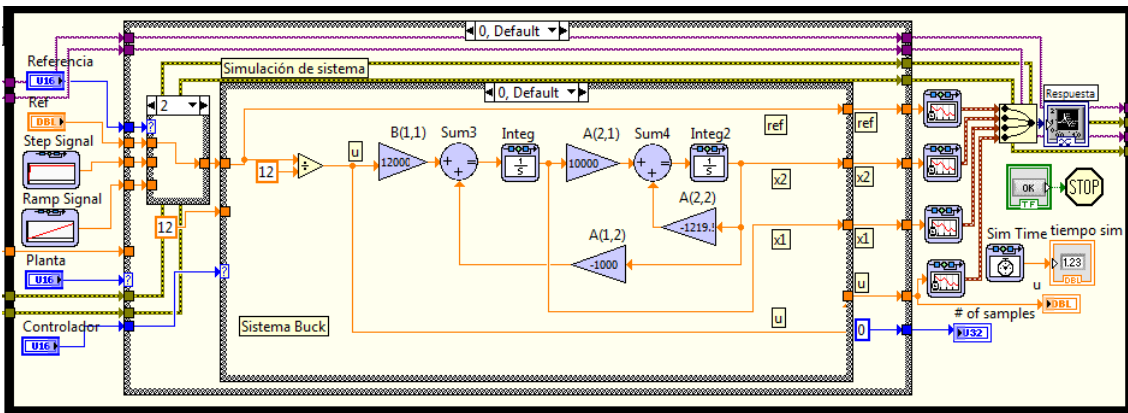 0, Default
Referencia
U16
Simulación de sistema
Respuesta
2
0, Default
Ref
DBL
ref
ref
B(1,1)
Sum3
Integ
A(2,1)
Sum4
Integ2
Step Signal
u
12000
1
s
10000
1
s
12
x2
x2
OK
TF
STOP
A(2,2)
-1219.
Ramp Signal
12
A(1,2)
x1
x1
Sim Time
tiempo sim
-1000
1.23
DBL
Planta
U16
u
u
DBL
Sistema Buck
u
0
# of samples
U32
Controlador
U16